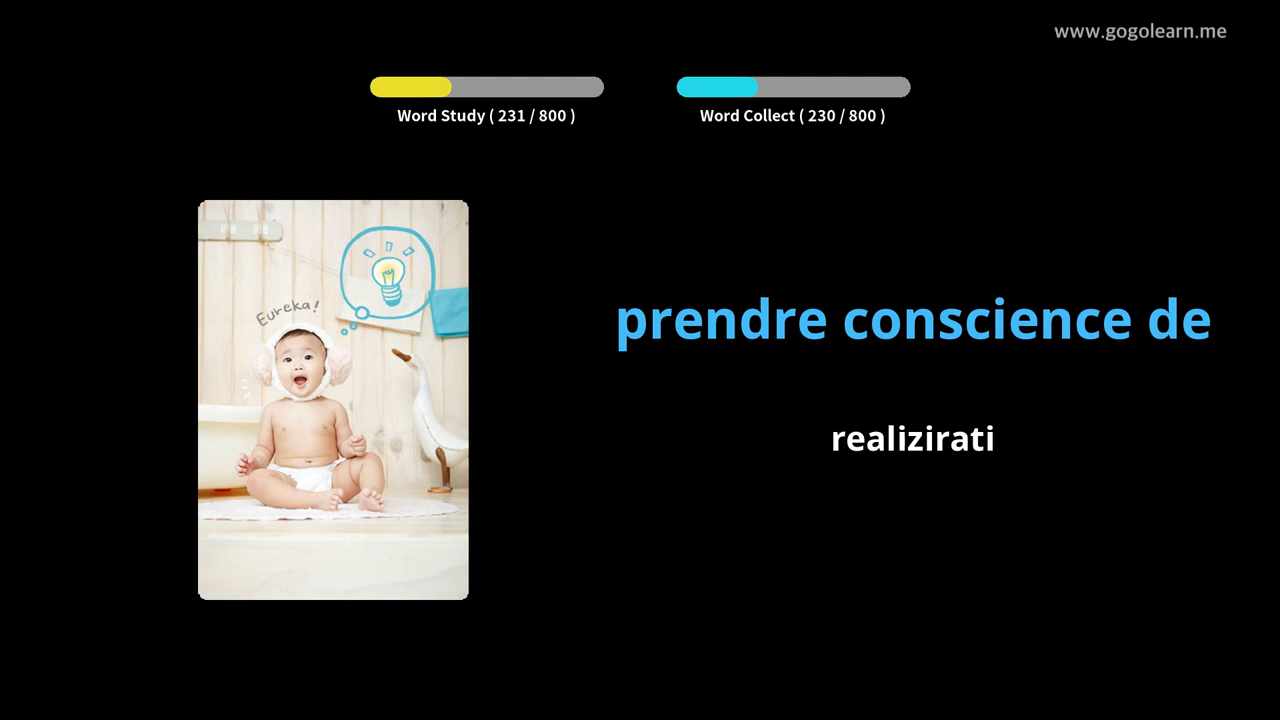 www.gogolearn.me
Word Study ( 231 / 800 )
Word Collect ( 230 / 800 )
Eureka!
prendre conscience de
realizirati